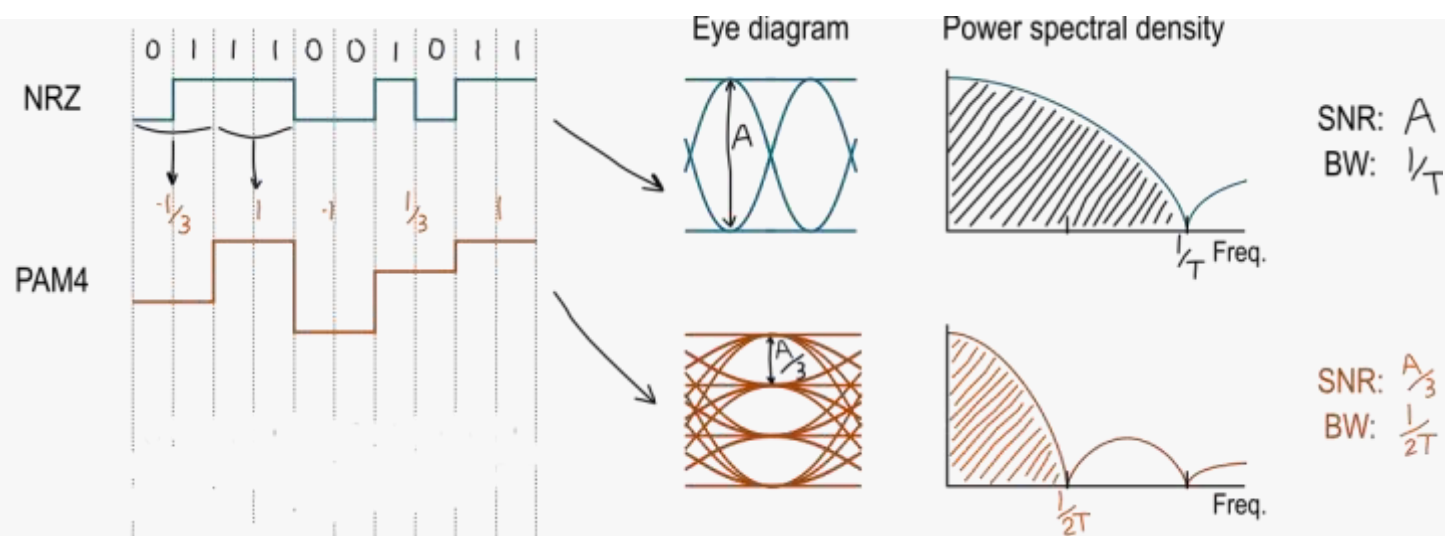 Eye diagram
Power spectral density
0 1 1 1 0 0 1 0 1 1
NRZ
A
SNR: A
BW: 1/T
1/T Freq.
-1/3 1 -1 1/3 1
PAM4
A/3
SNR: A/3
BW: 1/2T
1/2T
Freq.